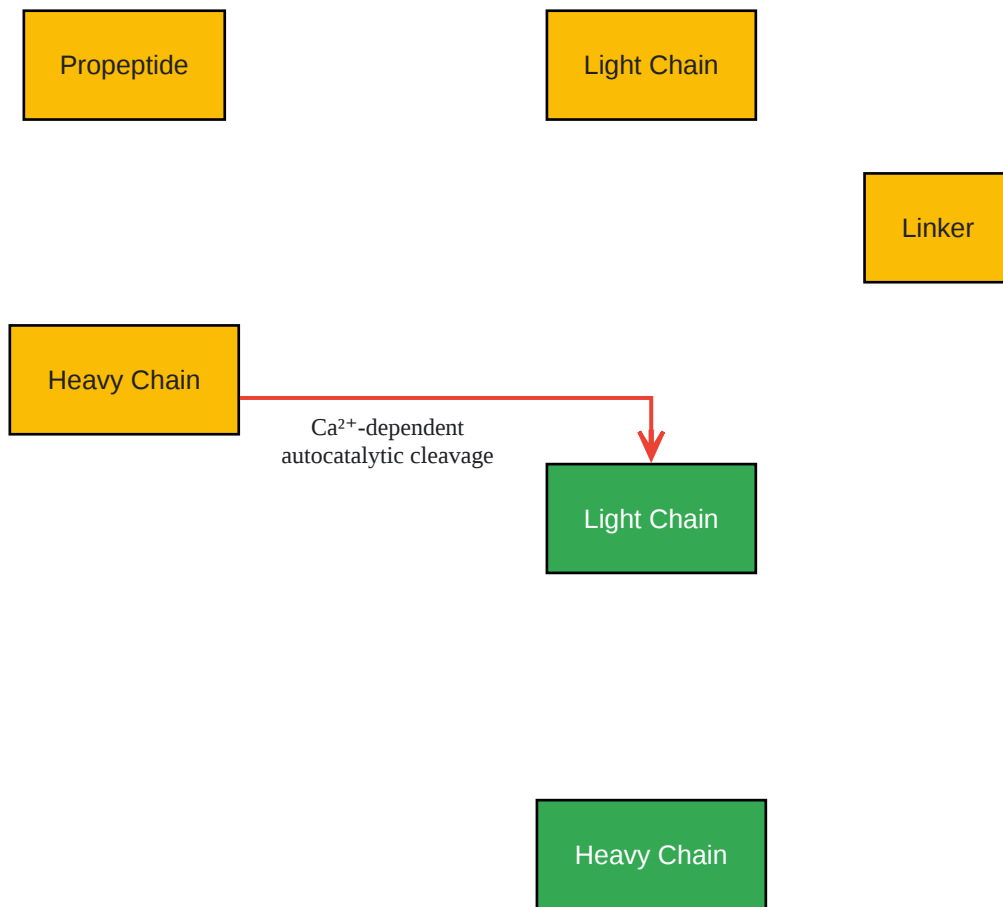 Propeptide
Light Chain
Linker
Heavy Chain
Ca²⁺-dependent
autocatalytic cleavage
Light Chain
Heavy Chain